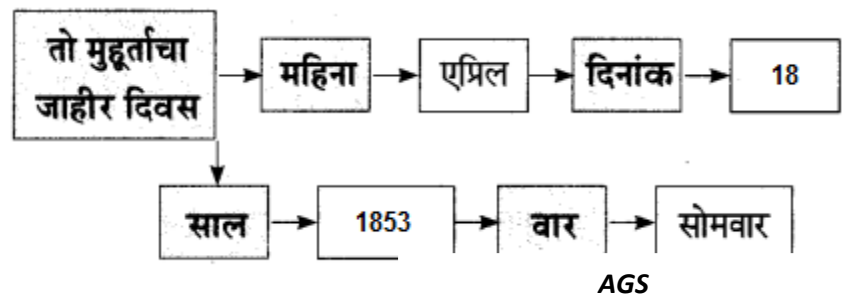 तो मुहूर्ताचा
जाहीर दिवस
महिना
एप्रिल
दिनांक
18
साल
1853
वार
सोमवार
AGS